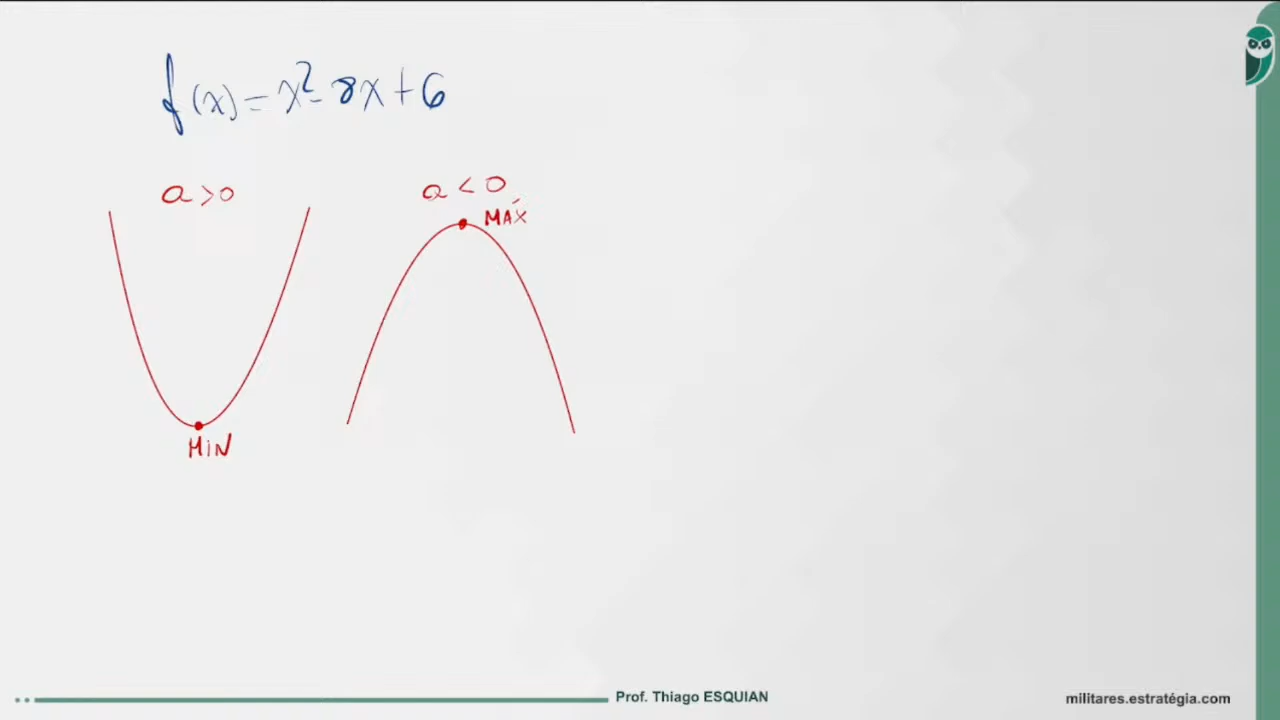 f(x) = x² - 8x + 6
a > 0
a < 0
MÁX
MIN
Prof. Thiago ESQUIAN
militares.estratégia.com